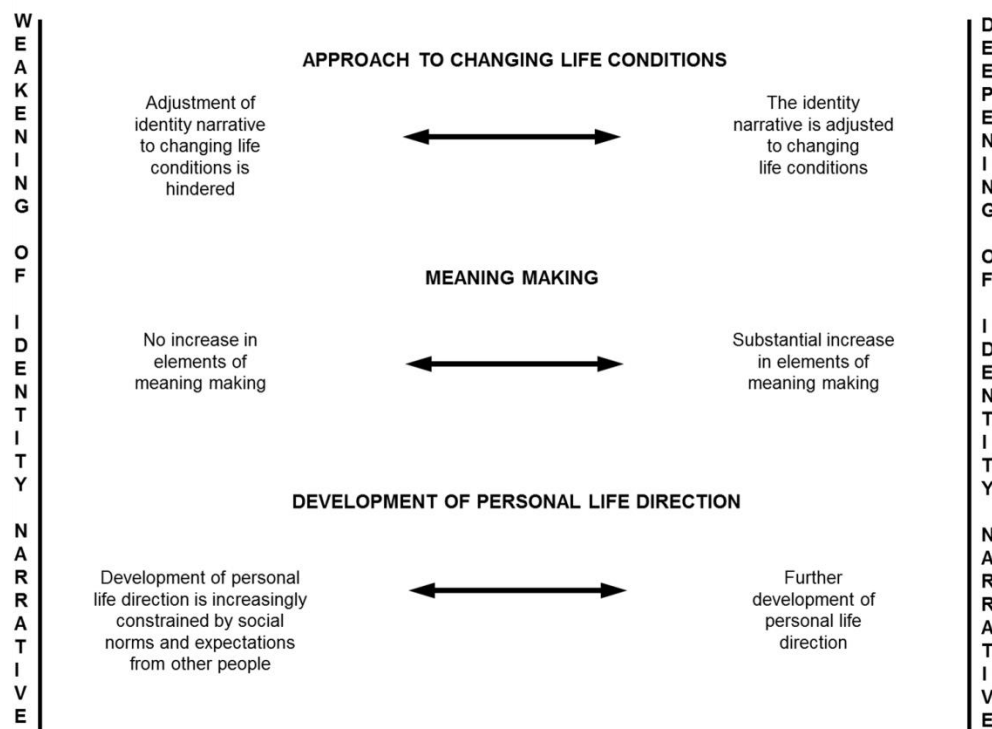 WEAKENING OF IDENTITY NARRATIVE
APPROACH TO CHANGING LIFE CONDITIONS
Adjustment of
identity narrative
to changing life
conditions is
hindered
The identity
narrative is adjusted
to changing
life conditions
MEANING MAKING
No increase in
elements of
meaning making
Substantial increase
in elements of
meaning making
DEVELOPMENT OF PERSONAL LIFE DIRECTION
Development of personal
life direction is increasingly
constrained by social
norms and expectations
from other people
Further
development of
personal life
direction
DEEPENING OF IDENTITY NARRATIVE